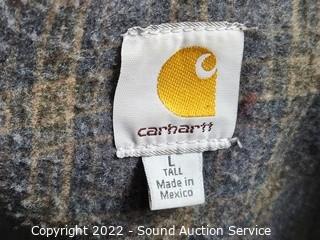 carhartt
L
TALL
Made in
Mexico
Copyright 2022 - Sound Auction Service